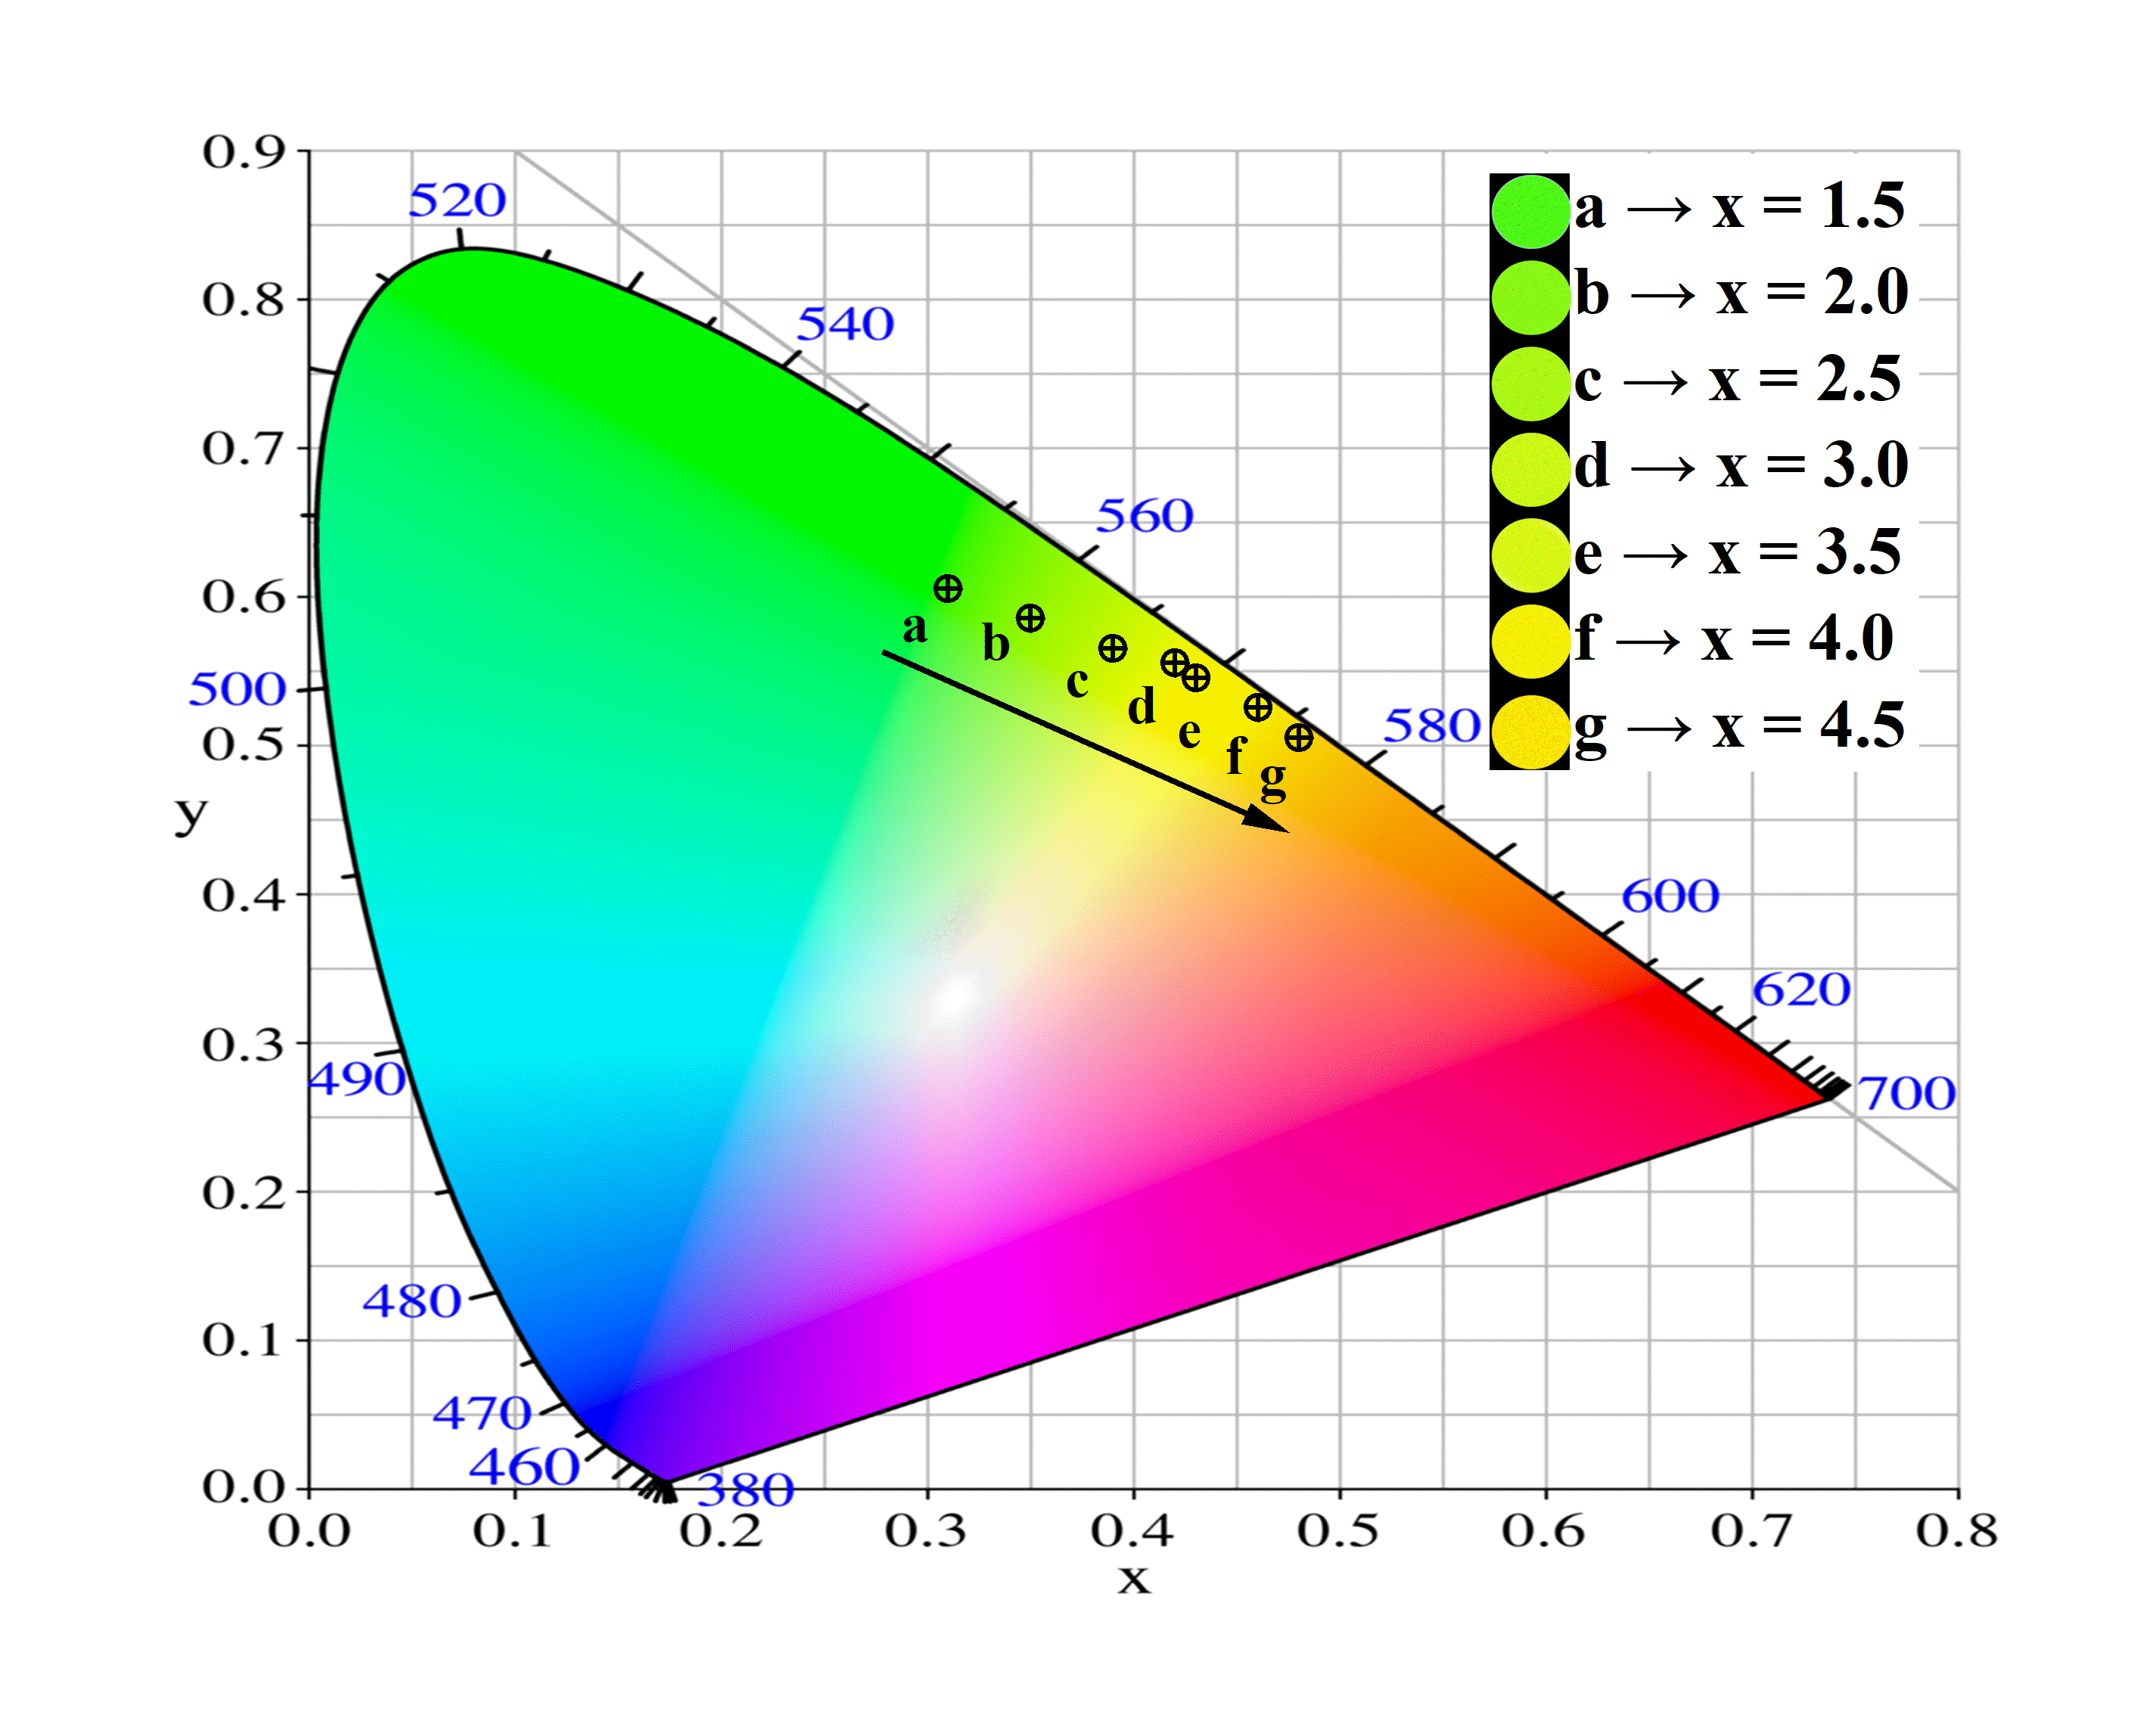 0.9
0.8
0.7
0.6
0.5
0.4
0.3
0.2
0.1
0.0
y
0.0 0.1 0.2 0.3 0.4 0.5 0.6 0.7 0.8
x
520
540
560
580
600
620
700
500
490
480
470
460
380
a
b
c
d
e
f
g
a → x = 1.5
b → x = 2.0
c → x = 2.5
d → x = 3.0
e → x = 3.5
f → x = 4.0
g → x = 4.5